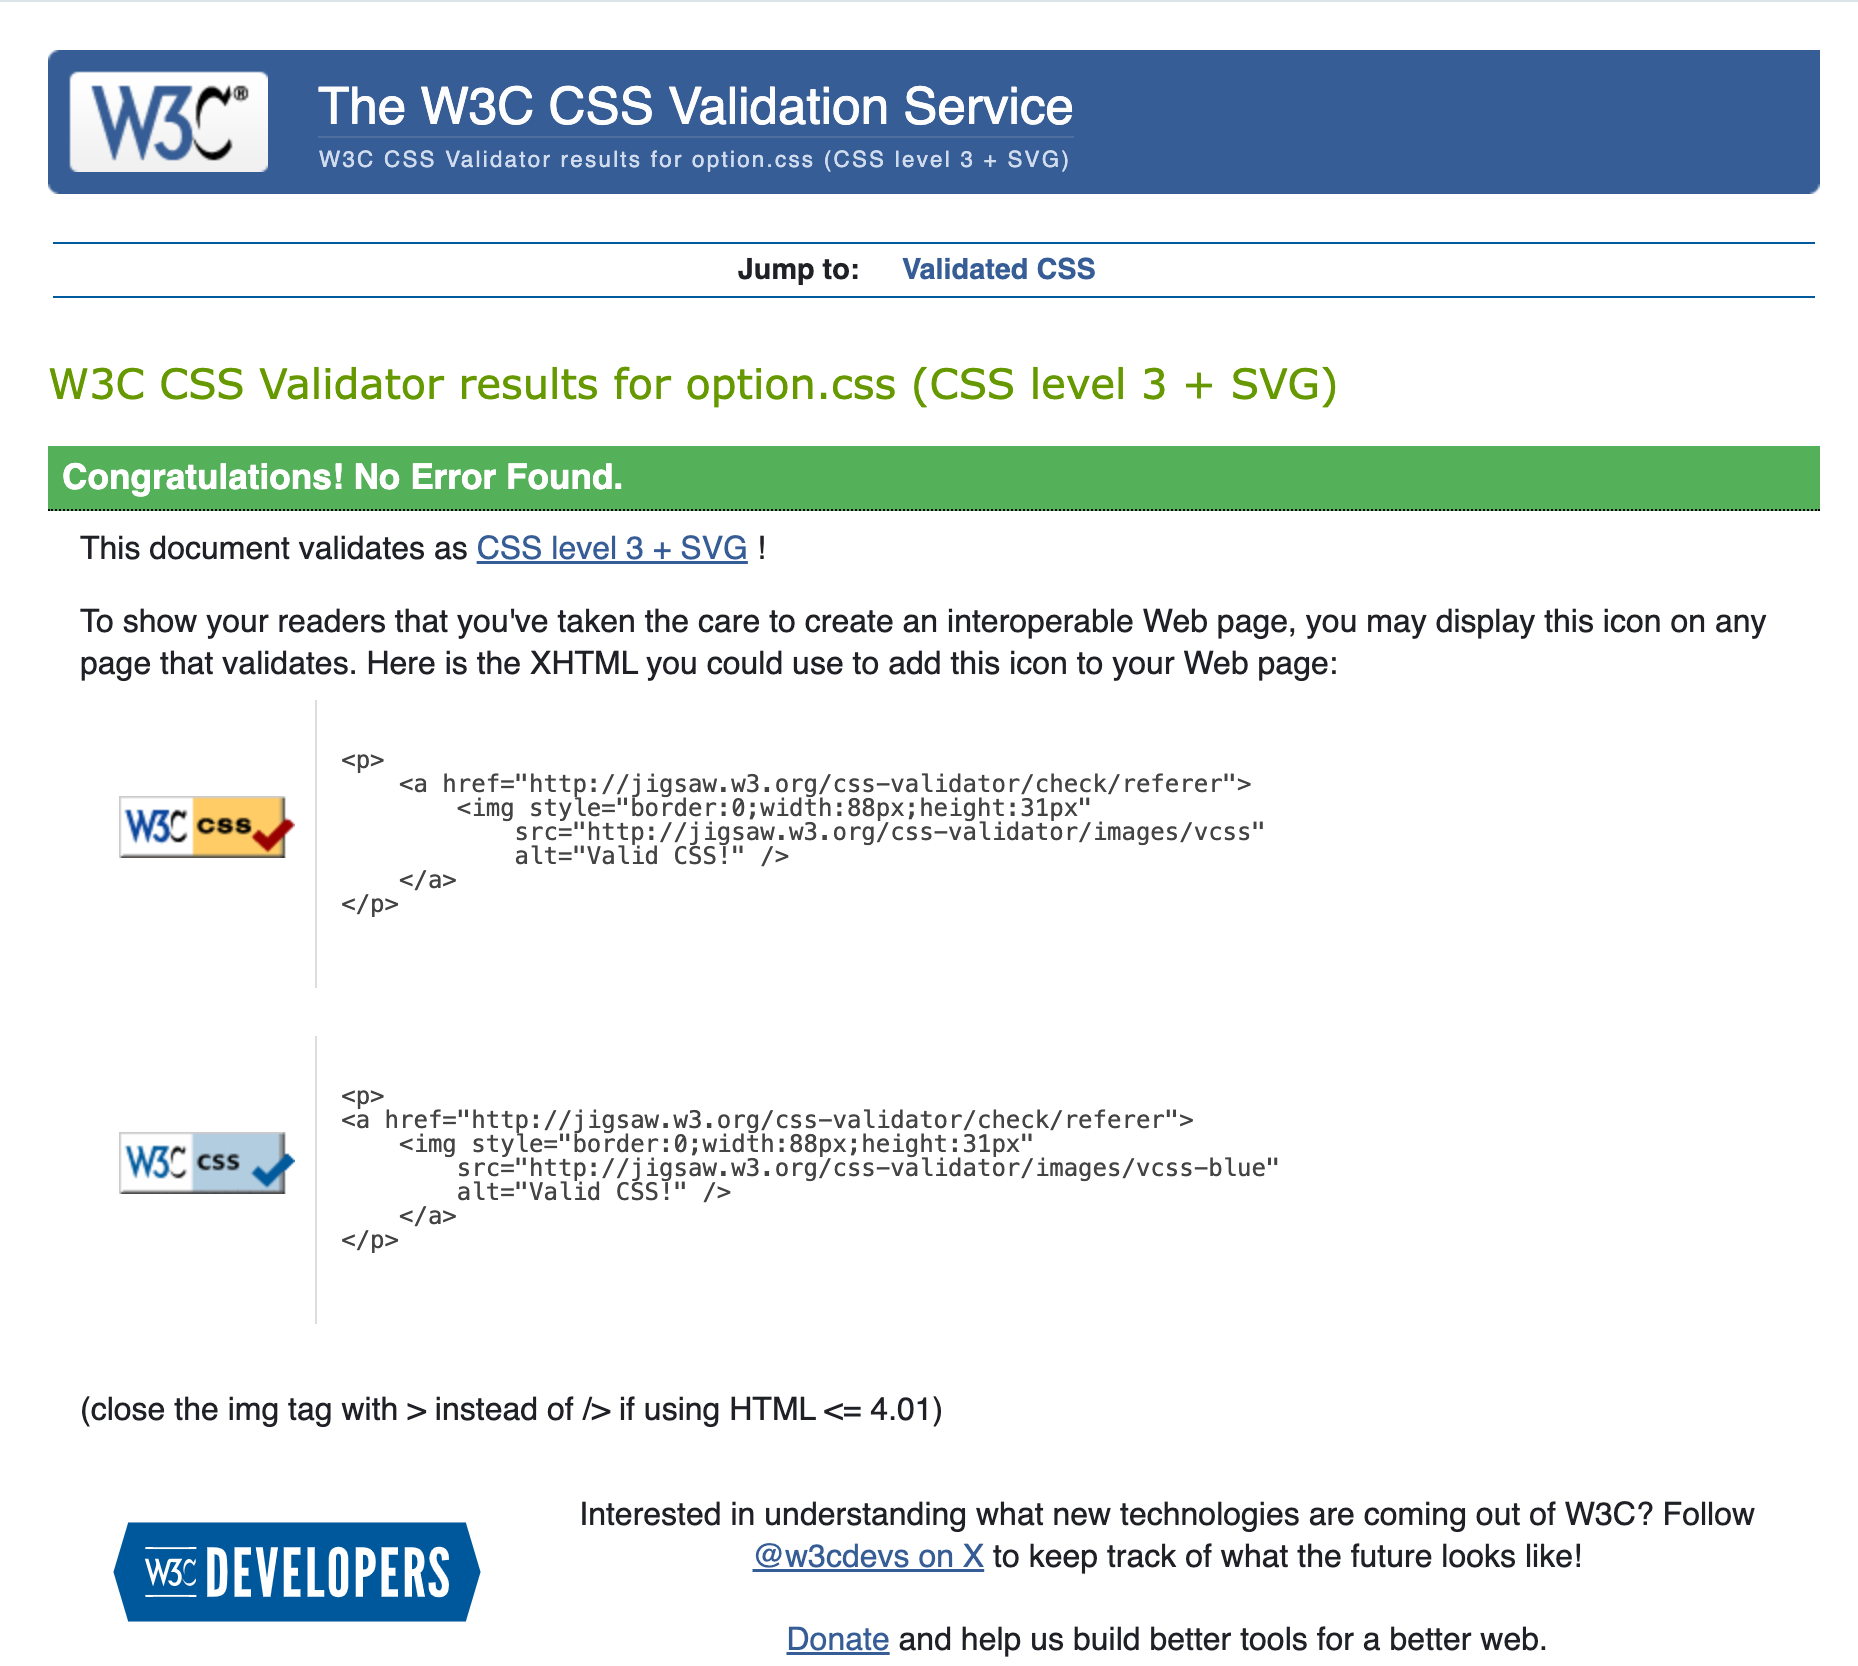 W3C®
The W3C CSS Validation Service
W3C CSS Validator results for option.css (CSS level 3 + SVG)
Jump to: Validated CSS
W3C CSS Validator results for option.css (CSS level 3 + SVG)
Congratulations! No Error Found.
This document validates as CSS level 3 + SVG !
To show your readers that you've taken the care to create an interoperable Web page, you may display this icon on any
page that validates. Here is the XHTML you could use to add this icon to your Web page:
W3C css
<p>
    <a href="http://jigsaw.w3.org/css-validator/check/referer">
        <img style="border:0;width:88px;height:31px"
            src="http://jigsaw.w3.org/css-validator/images/vcss"
            alt="Valid CSS!" />
    </a>
</p>
W3C css
<p>
<a href="http://jigsaw.w3.org/css-validator/check/referer">
    <img style="border:0;width:88px;height:31px"
        src="http://jigsaw.w3.org/css-validator/images/vcss-blue"
        alt="Valid CSS!" />
    </a>
</p>
(close the img tag with > instead of /> if using HTML <= 4.01)
W3C DEVELOPERS
Interested in understanding what new technologies are coming out of W3C? Follow
@w3cdevs on X to keep track of what the future looks like!
Donate and help us build better tools for a better web.